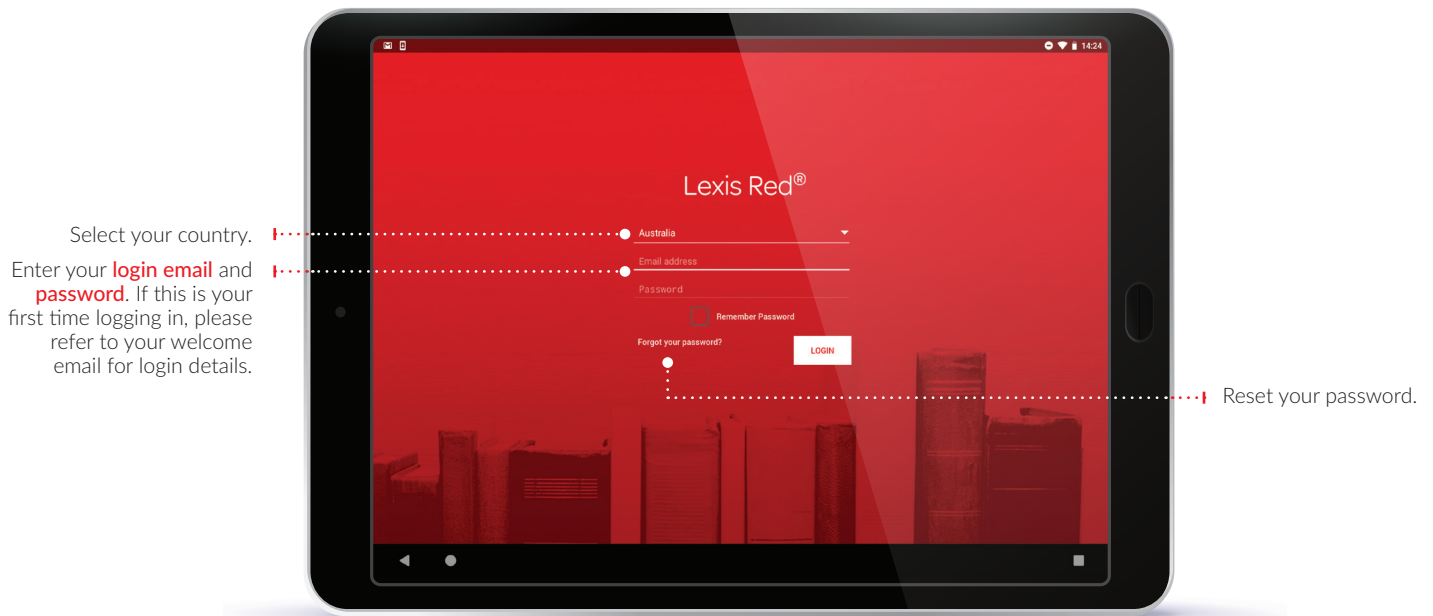 14:24
Lexis Red®
Select your country.
Australia
Enter your login email and
password. If this is your
first time logging in, please
refer to your welcome
email for login details.
Email address
Password
Remember Password
Forgot your password?
LOGIN
Reset your password.